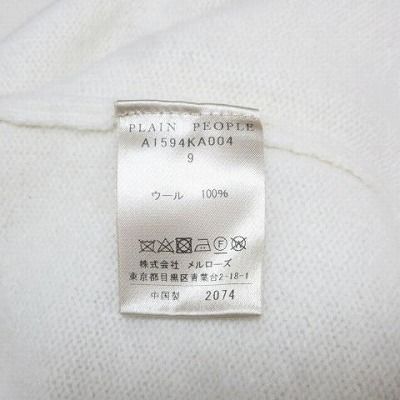 PLAIN PEOPLE
A1594KA004
9
ウール 100%
株式会社 メルローズ
東京都目黒区青葉台2-18-1
中国製 2074